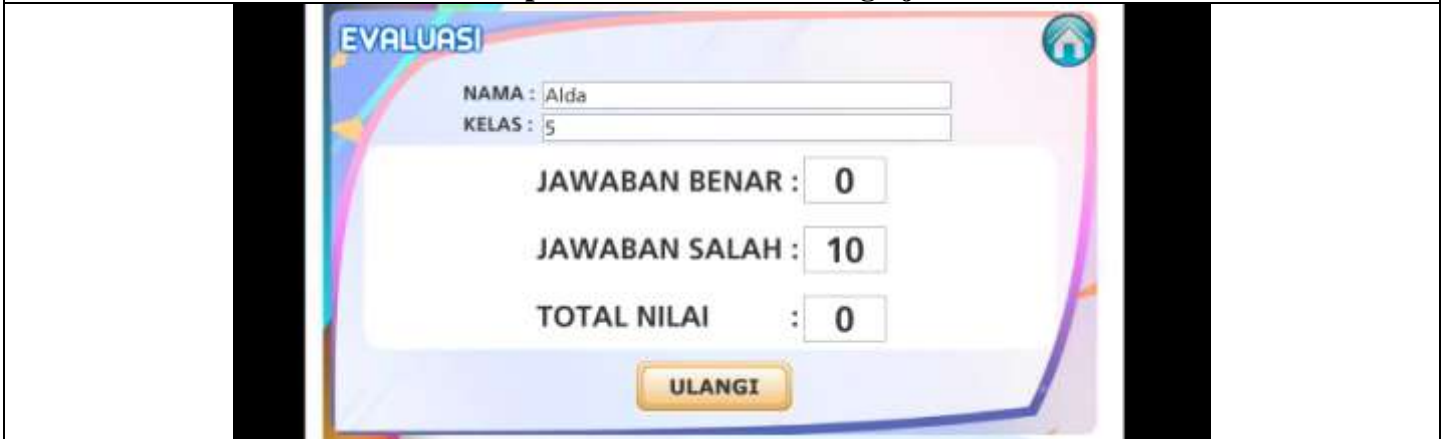 EVALUASI
NAMA : Alda
KELAS : 5
JAWABAN BENAR : 0
JAWABAN SALAH : 10
TOTAL NILAI : 0
ULANGI